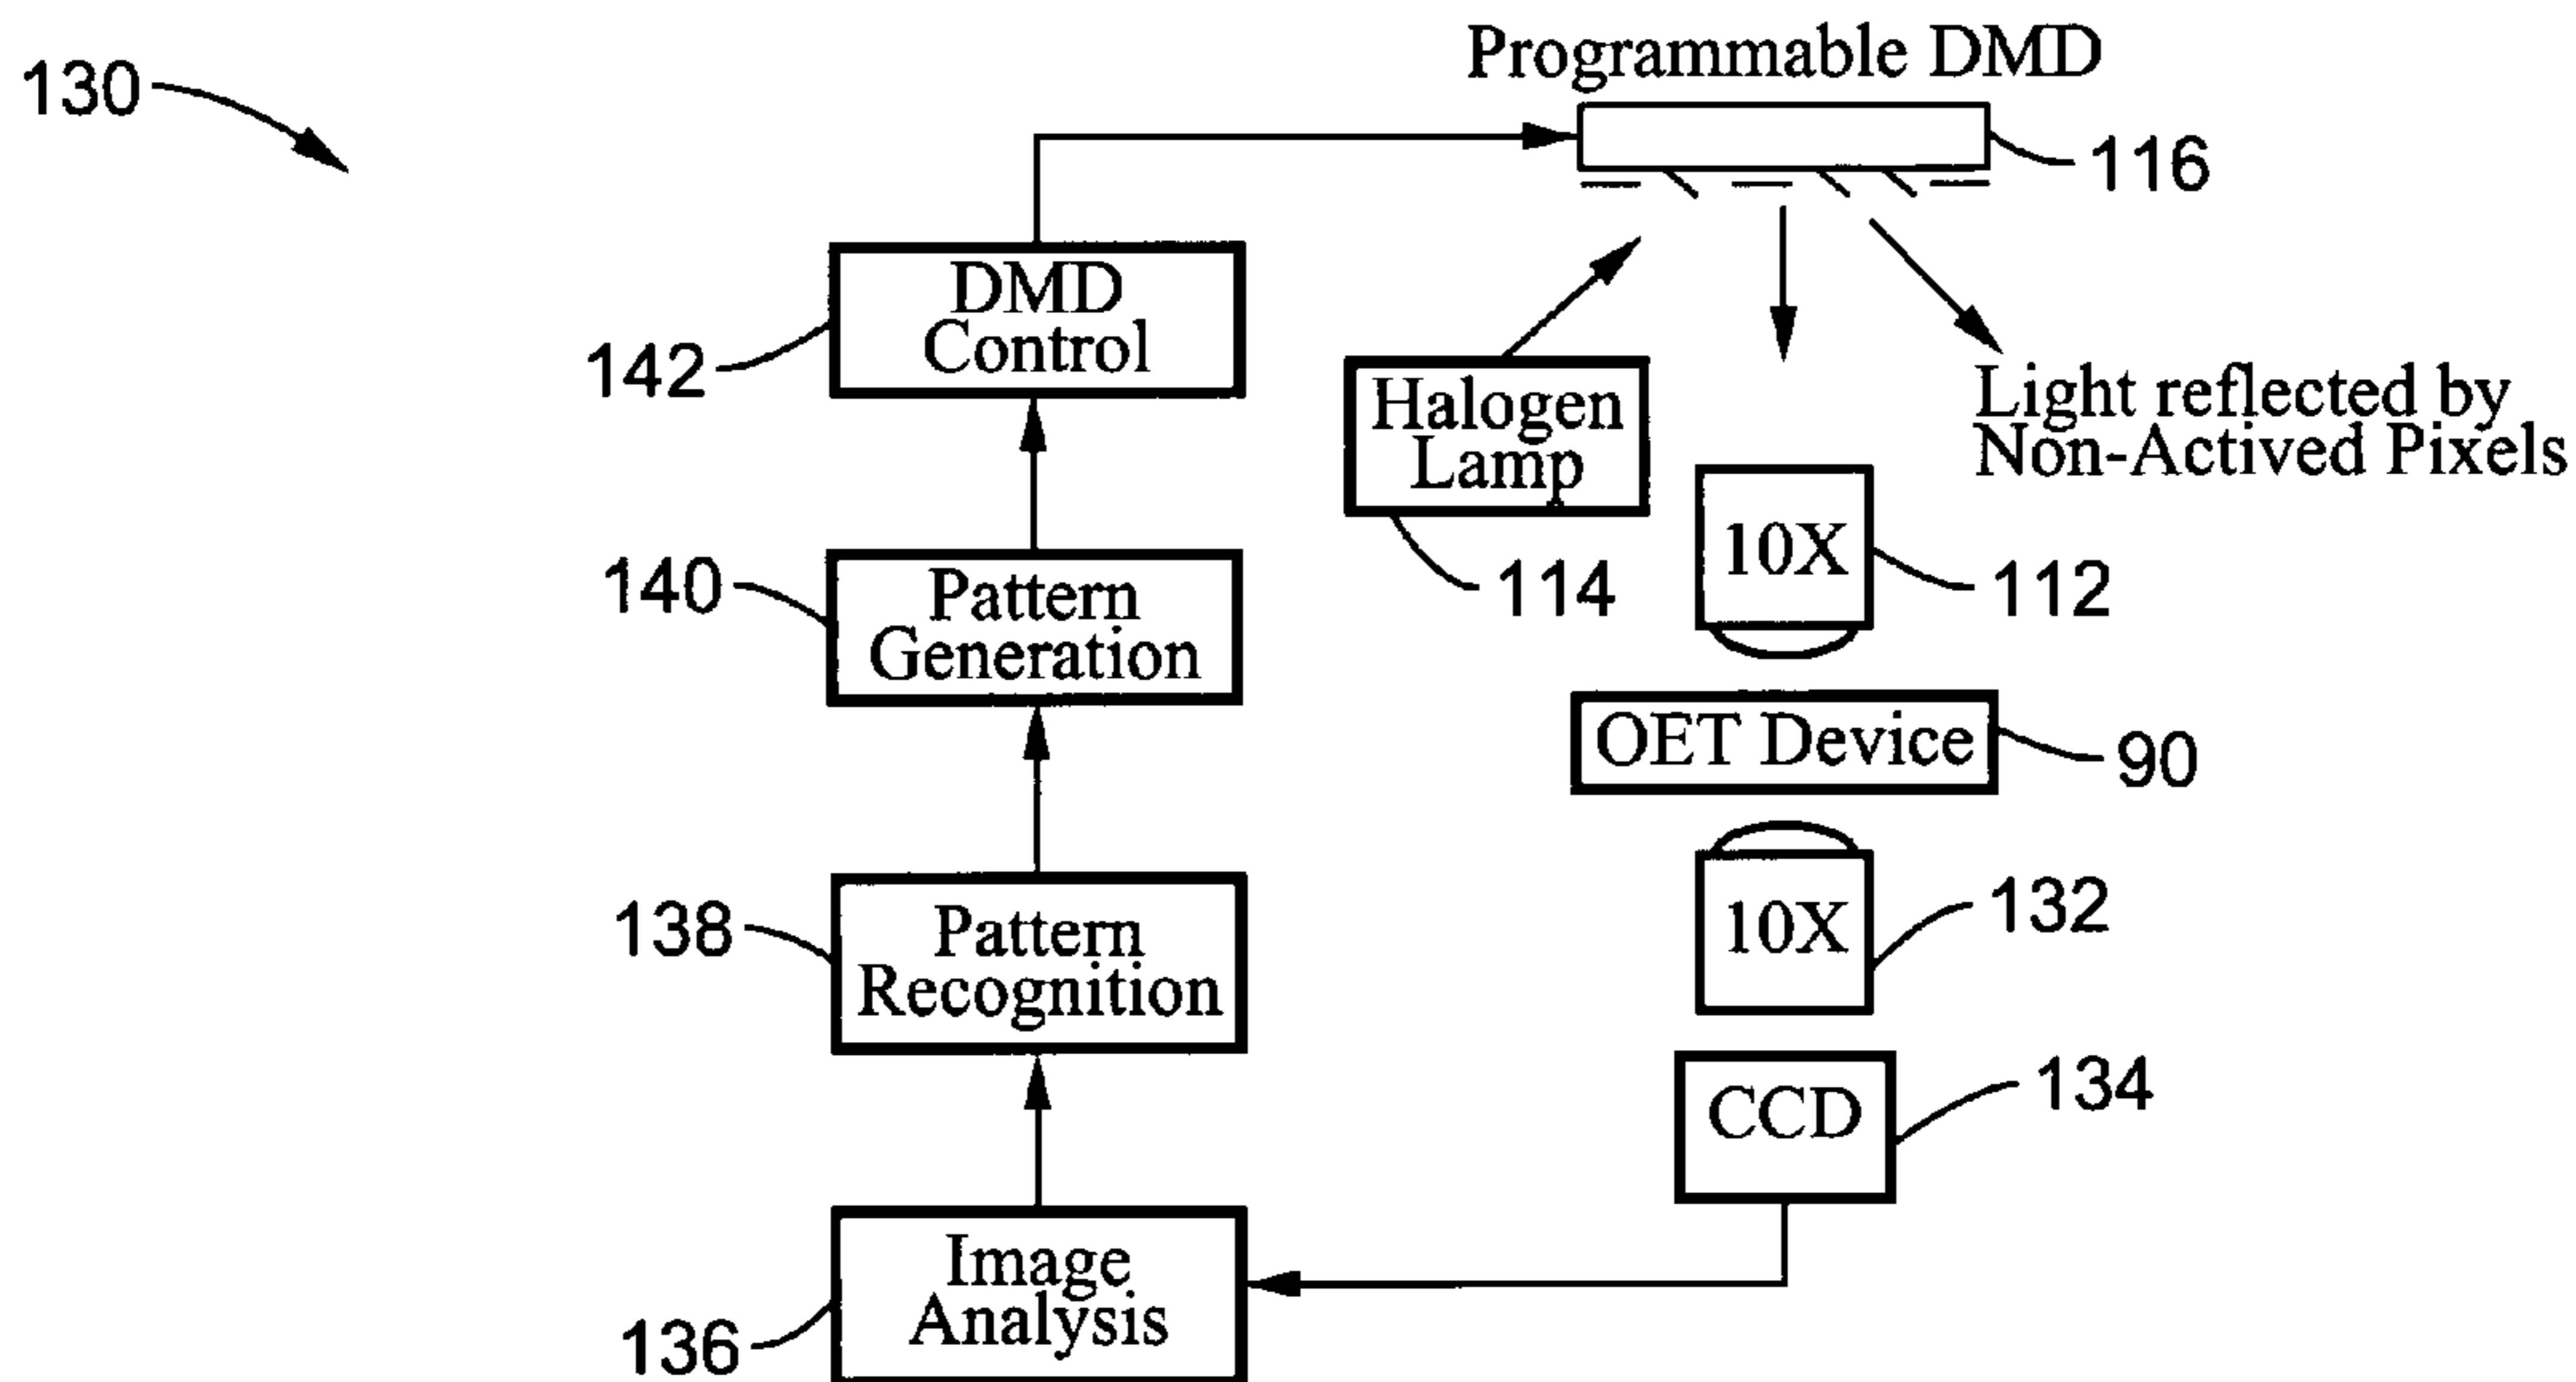 Programmable DMD
130
116
DMD
Control
142
Halogen
Lamp
Light reflected by
Non-Actived Pixels
114
10X
112
140
Pattern
Generation
OET Device
90
138
Pattern
Recognition
10X
132
CCD
134
136
Image
Analysis